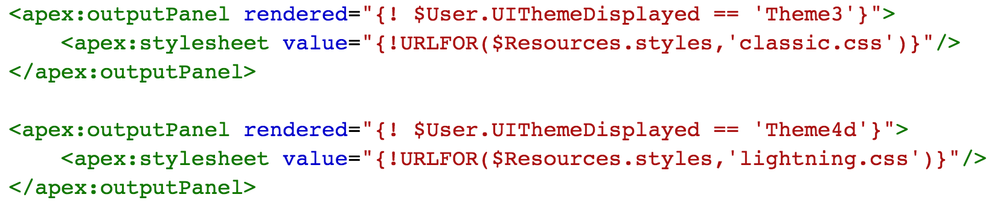 <apex:outputPanel rendered="{! $User.UIThemeDisplayed == 'Theme3'}">
    <apex:stylesheet value="{!URLFOR($Resources.styles,'classic.css')}"/>
</apex:outputPanel>

<apex:outputPanel rendered="{! $User.UIThemeDisplayed == 'Theme4d'}">
    <apex:stylesheet value="{!URLFOR($Resources.styles,'lightning.css')}"/>
</apex:outputPanel>